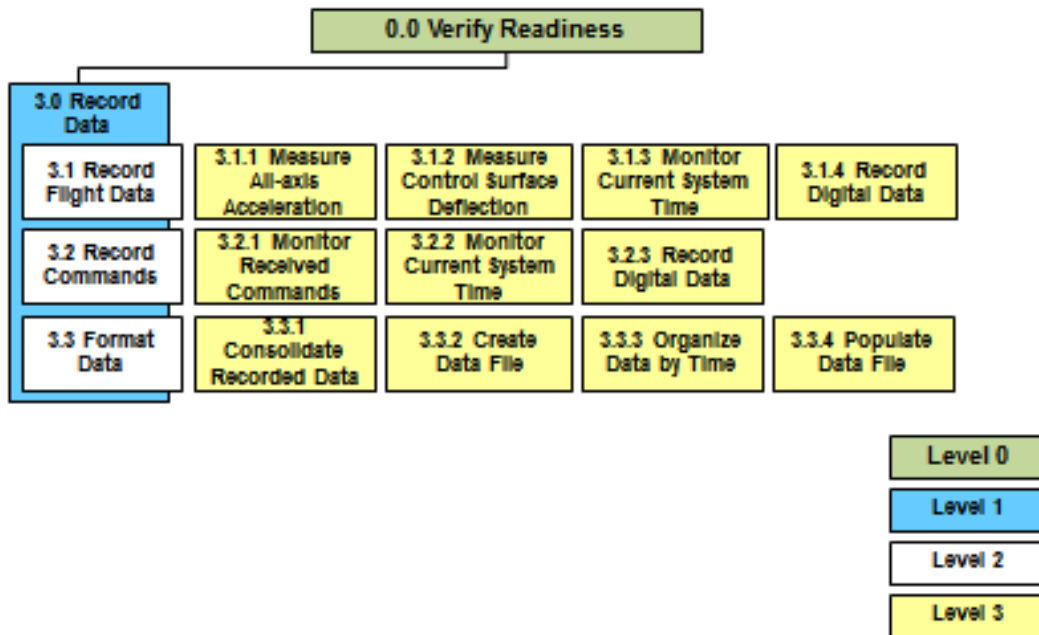 0.0 Verify Readiness
3.0 Record
Data
3.1 Record
Flight Data
3.1.1 Measure
All-axis
Acceleration
3.1.2 Measure
Control Surface
Deflection
3.1.3 Monitor
Current System
Time
3.1.4 Record
Digital Data
3.2 Record
Commands
3.2.1 Monitor
Received
Commands
3.2.2 Monitor
Current System
Time
3.2.3 Record
Digital Data
3.3 Format
Data
3.3.1
Consolidate
Recorded Data
3.3.2 Create
Data File
3.3.3 Organize
Data by Time
3.3.4 Populate
Data File
Level 0
Level 1
Level 2
Level 3